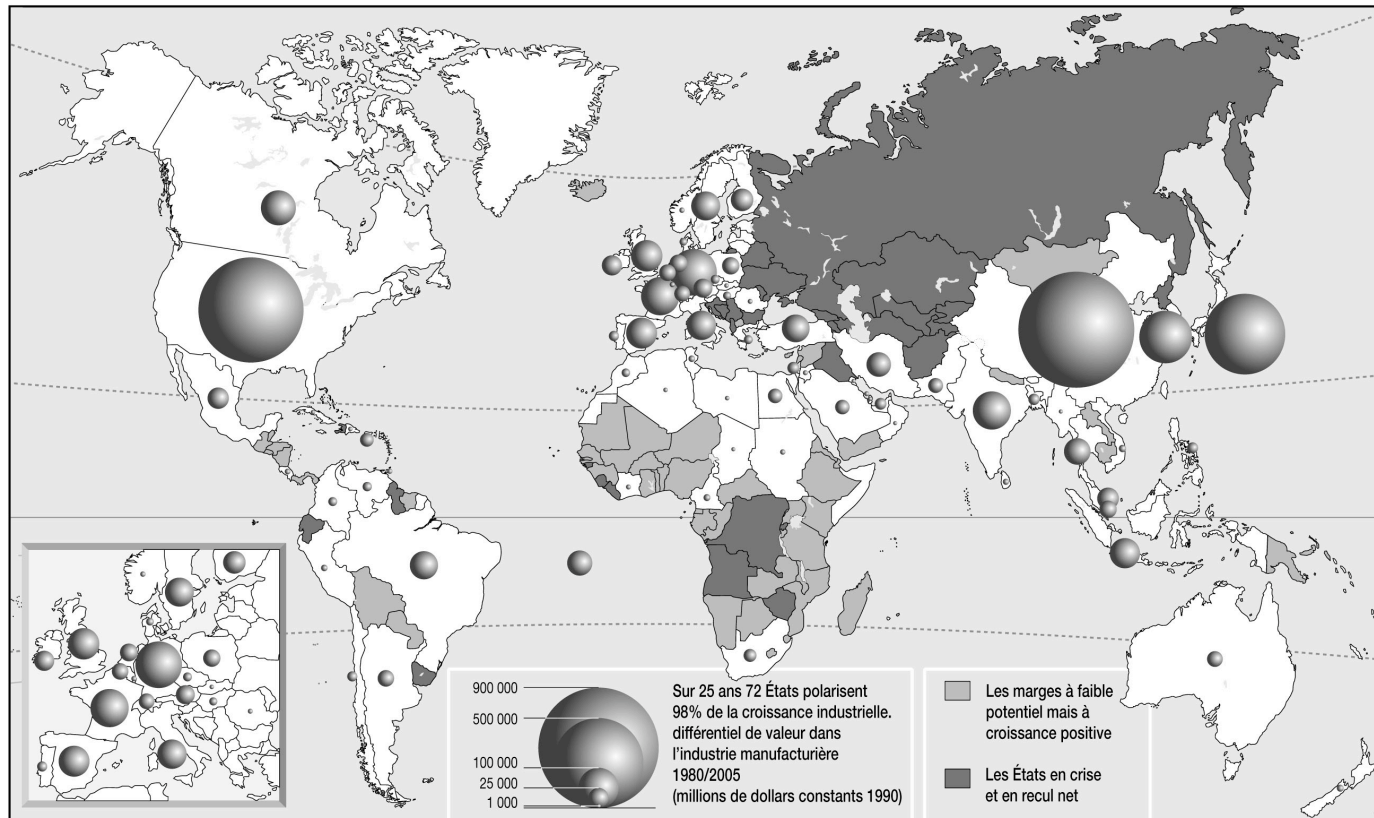 900 000
500 000
100 000
25 000
1 000
Sur 25 ans 72 États polarisent
98% de la croissance industrielle.
différentiel de valeur dans
l'industrie manufacturière
1980/2005
(millions de dollars constants 1990)
Les marges à faible
potentiel mais à
croissance positive
Les États en crise
et en recul net